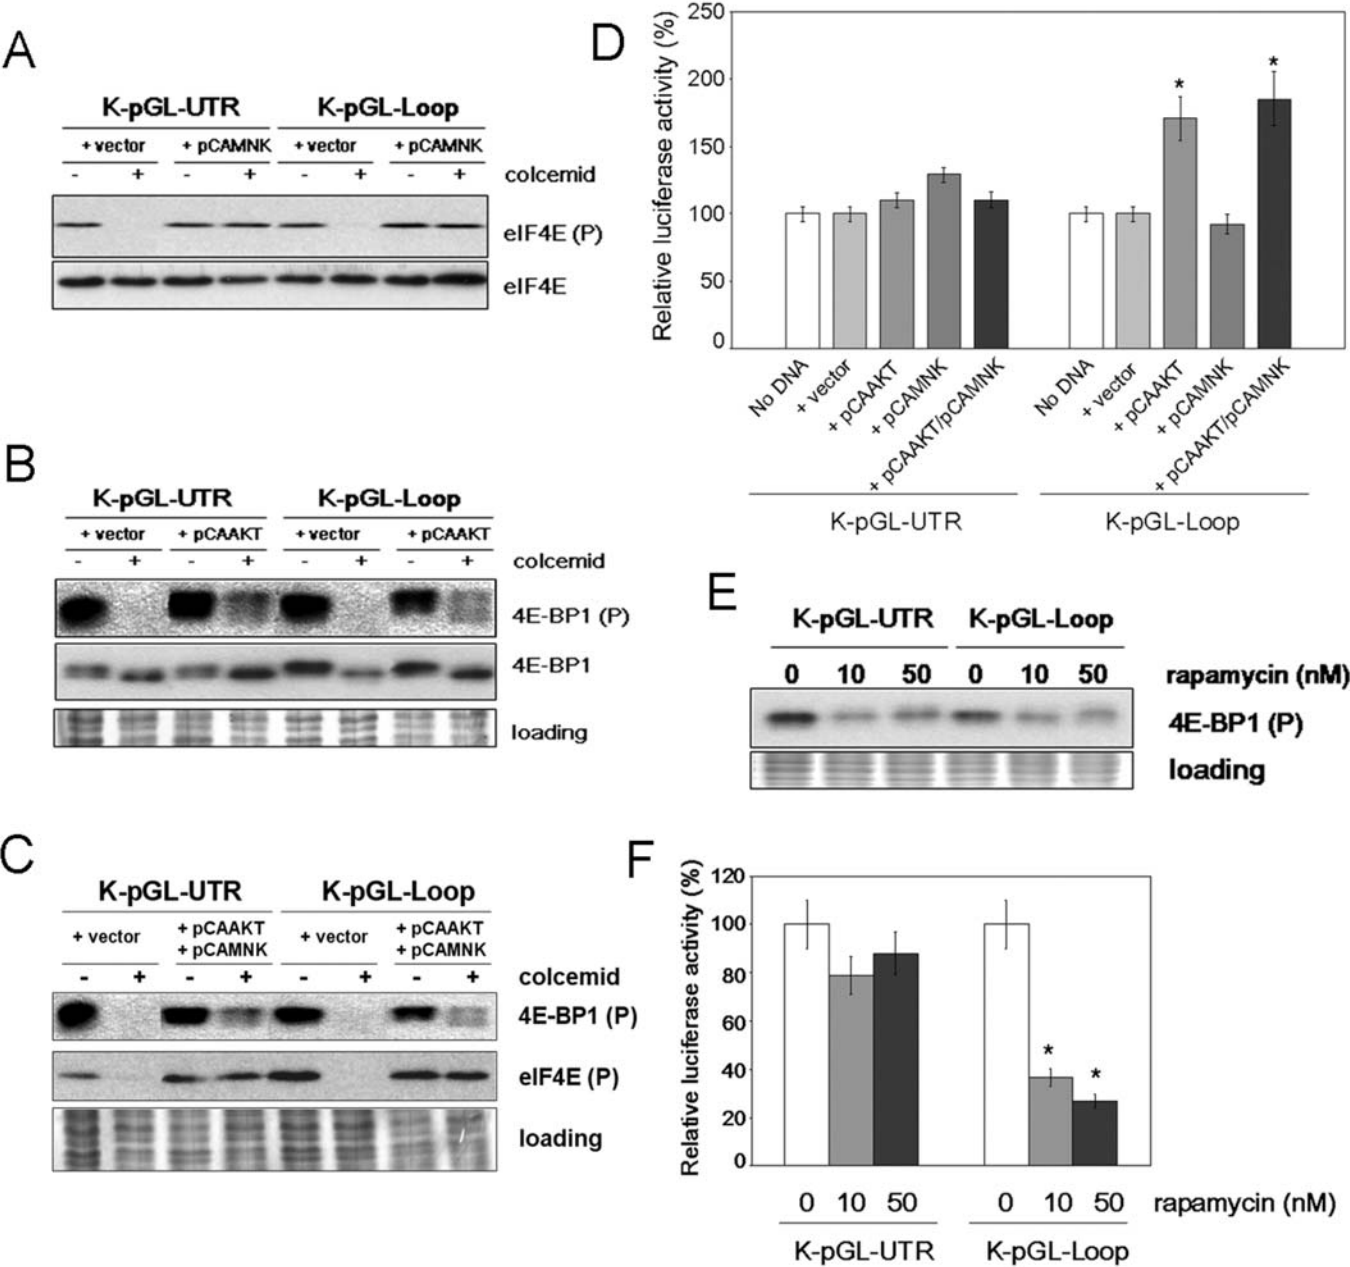 A
K-pGL-UTR K-pGL-Loop
+ vector + pCAMNK + vector + pCAMNK
- + - + - + - + colcemid
eIF4E (P)
eIF4E
B
K-pGL-UTR K-pGL-Loop
+ vector + pCAAKT + vector + pCAAKT
- + - + - + - + colcemid
4E-BP1 (P)
4E-BP1
loading
C
K-pGL-UTR K-pGL-Loop
+ vector + pCAAKT + pCAMNK + vector + pCAAKT + pCAMNK
- + - + - + - + colcemid
4E-BP1 (P)
eIF4E (P)
loading
D
Relative luciferase activity (%)
250
200
150
100
50
0
* *
No DNA + vector + pCAAKT + pCAMNK + pCAAKT/pCAMNK No DNA + vector + pCAAKT + pCAMNK + pCAAKT/pCAMNK
K-pGL-UTR K-pGL-Loop
E
K-pGL-UTR K-pGL-Loop
0 10 50 0 10 50 rapamycin (nM)
4E-BP1 (P)
loading
F
Relative luciferase activity (%)
120
100
80
60
40
20
0
* *
0 10 50 0 10 50 rapamycin (nM)
K-pGL-UTR K-pGL-Loop